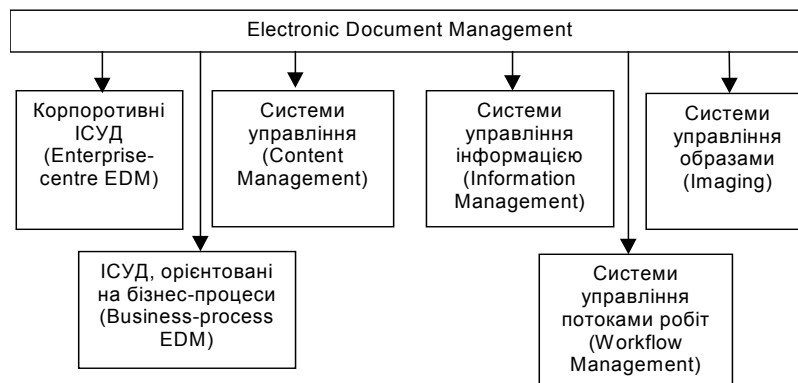 Electronic Document Management
Корпоротивні
ІСУД
(Enterprise-
centre EDM)
Системи
управління
(Content
Management)
Системи
управління
інформацією
(Information
Management)
Системи
управління
образами
(Imaging)
ІСУД, орієнтовані
на бізнес-процеси
(Business-process
EDM)
Системи
управління
потоками робіт
(Workflow
Management)